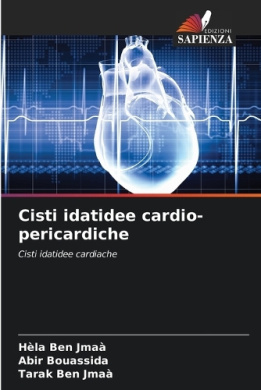 EDIZIONI
SAPIENZA
Cisti idatidee cardio-
pericardiche
Cisti idatidee cardiache
Hèla Ben Jmaà
Abir Bouassida
Tarak Ben Jmaà